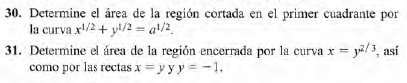 30. Determine el área de la región cortada en el primer cuadrante por
la curva x^{1/2} + y^{1/2} = a^{1/2}.
31. Determine el área de la región encerrada por la curva x = y^{2/3}, así
como por las rectas x = y y y = −1.